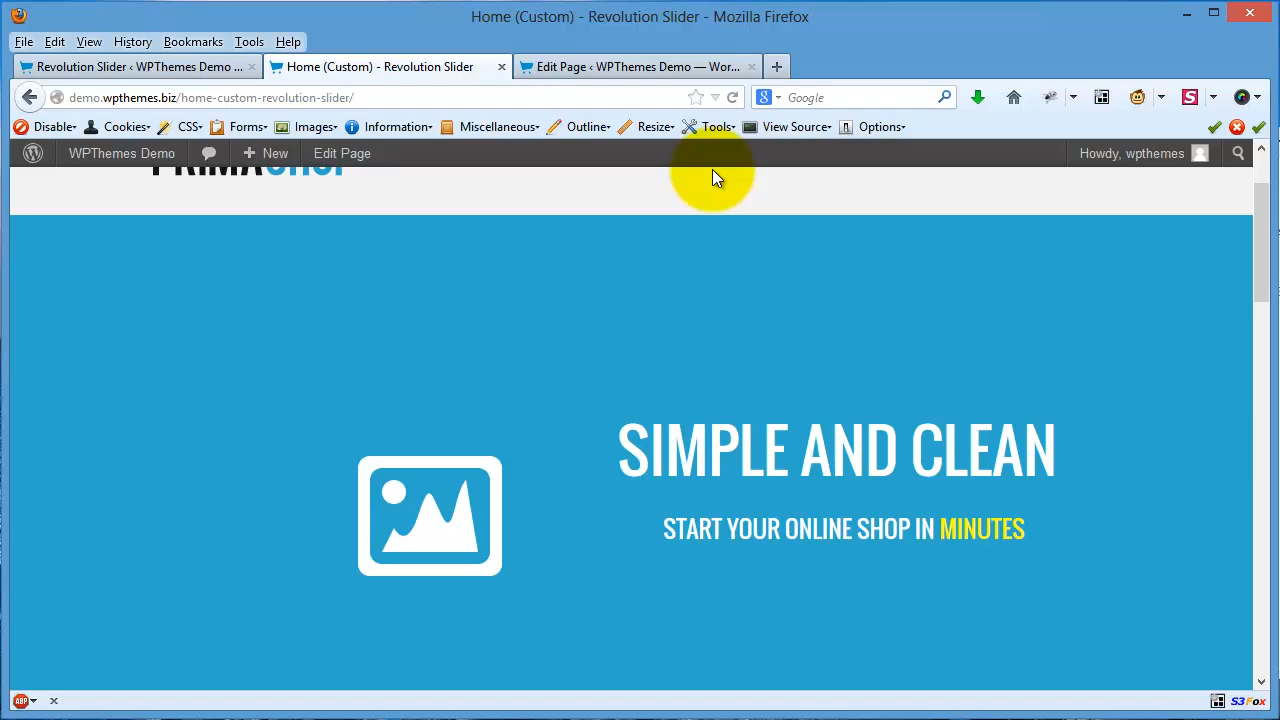 Home (Custom) - Revolution Slider - Mozilla Firefox
File Edit View History Bookmarks Tools Help
Revolution Slider ‹ WPThemes Demo ... Home (Custom) - Revolution Slider Edit Page ‹ WPThemes Demo — Wor...
demo.wpthemes.biz/home-custom-revolution-slider/ Google
Disable Cookies CSS Forms Images Information Miscellaneous Outline Resize Tools View Source Options
WPThemes Demo New Edit Page Howdy, wpthemes
PRIMASHOP
SIMPLE AND CLEAN
START YOUR ONLINE SHOP IN MINUTES
ABP S3Fox